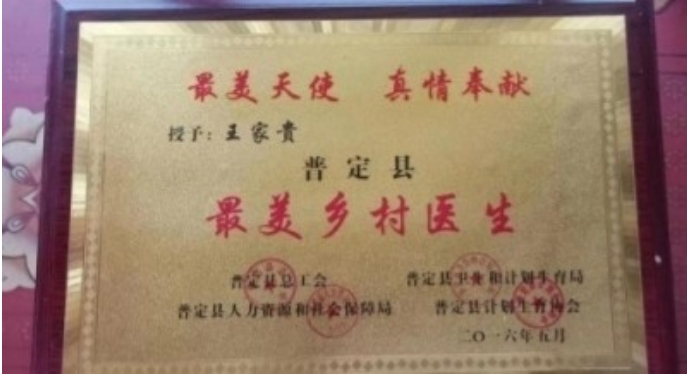 最美天使 真情奉献
授予：王家贵
普定县
最美乡村医生
普定县总工会 普定县卫生和计划生育局
普定县人力资源和社会保障局 普定县计划生育协会
二〇一六年五月